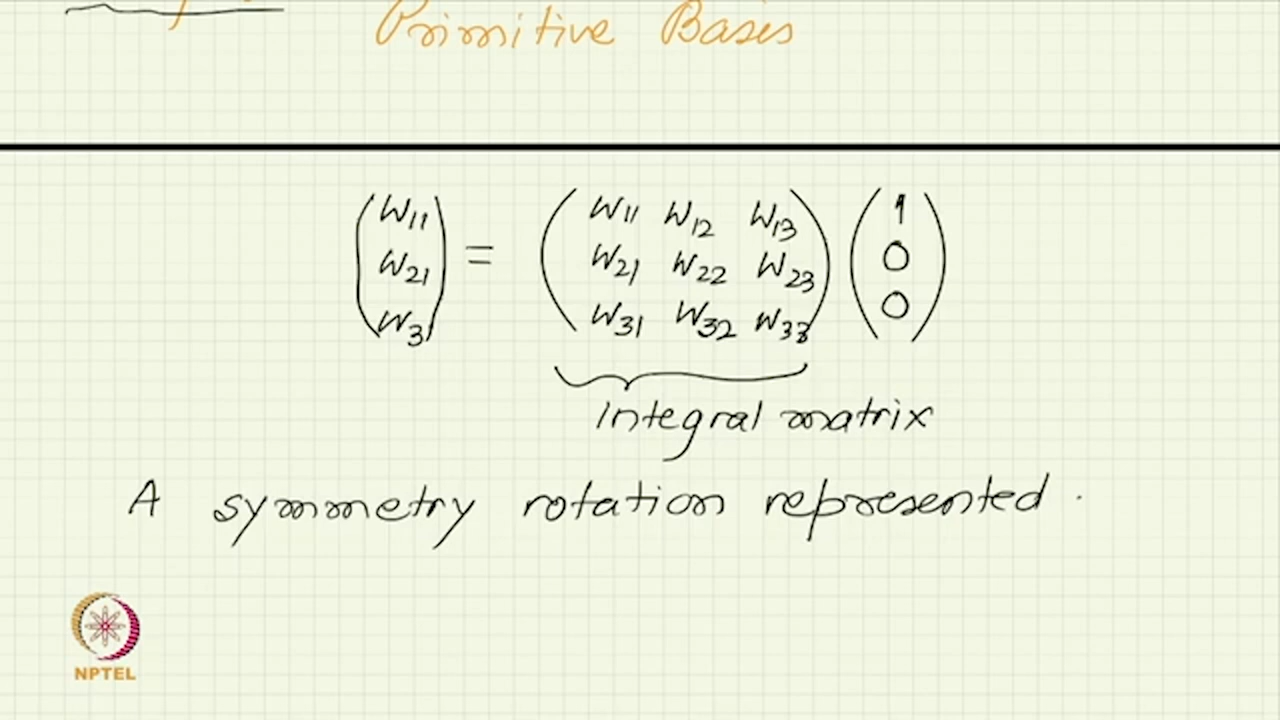 Primitive Basis
(W11 W21 W31) = (W11 W12 W13; W21 W22 W23; W31 W32 W33) (1 0 0)
Integral matrix
A symmetry rotation represented
NPTEL